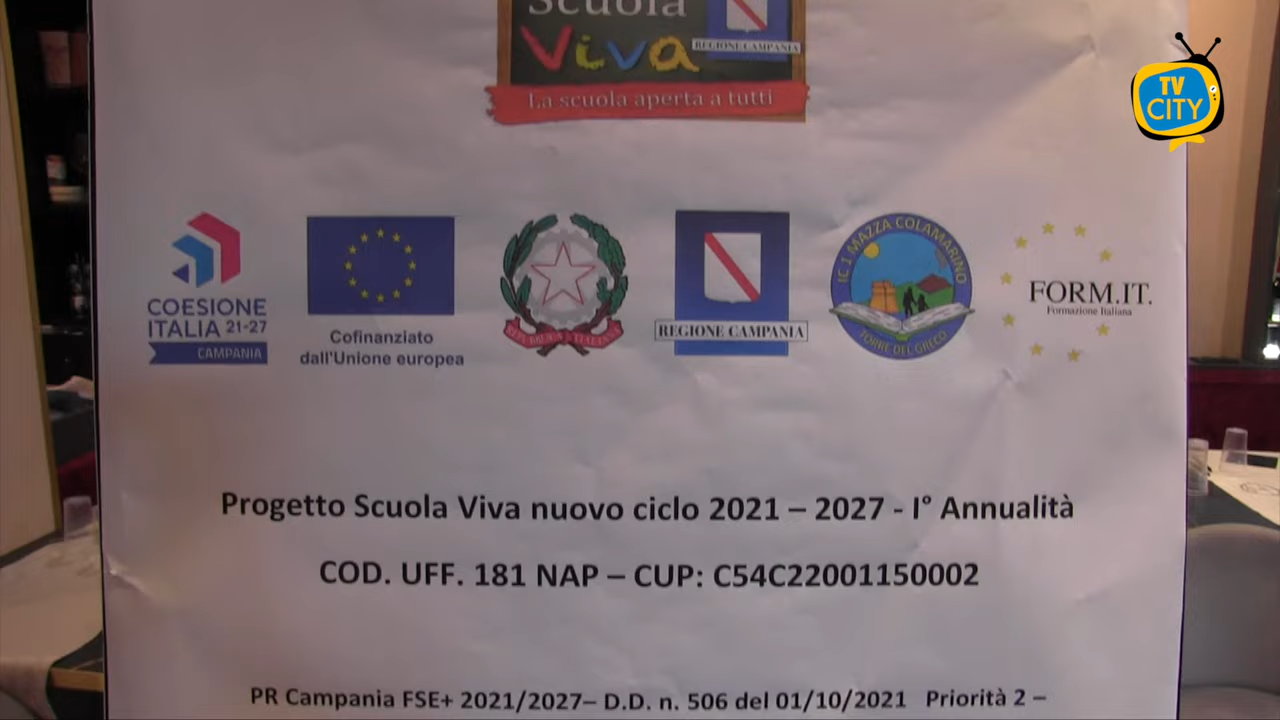 Scuola
Viva
REGIONE CAMPANIA
La scuola aperta a tutti
TV
CITY
COESIONE
ITALIA 21-27
CAMPANIA
Cofinanziato
dall'Unione europea
REPUBBLICA ITALIANA
REGIONE CAMPANIA
IC 1 MAZZA COLAMARINO
TORRE DEL GRECO
FORM.IT.
Formazione Italiana
Progetto Scuola Viva nuovo ciclo 2021 – 2027 - I° Annualità
COD. UFF. 181 NAP – CUP: C54C22001150002
PR Campania FSE+ 2021/2027– D.D. n. 506 del 01/10/2021 Priorità 2 –